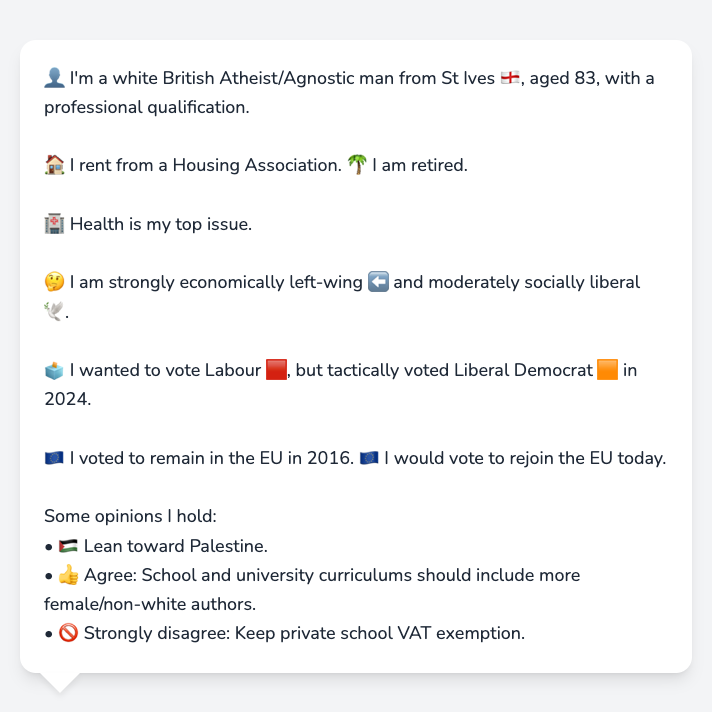 👤 I'm a white British Atheist/Agnostic man from St Ives 🏴󠁧󠁢󠁥󠁮󠁧󠁿, aged 83, with a
professional qualification.
🏠 I rent from a Housing Association. 🌴 I am retired.
🏥 Health is my top issue.
🤔 I am strongly economically left-wing ⬅️ and moderately socially liberal
🕊️.
🗳️ I wanted to vote Labour 🟥, but tactically voted Liberal Democrat 🟧 in
2024.
🇪🇺 I voted to remain in the EU in 2016. 🇪🇺 I would vote to rejoin the EU today.
Some opinions I hold:
• 🇵🇸 Lean toward Palestine.
• 👍 Agree: School and university curriculums should include more
female/non-white authors.
• 🚫 Strongly disagree: Keep private school VAT exemption.